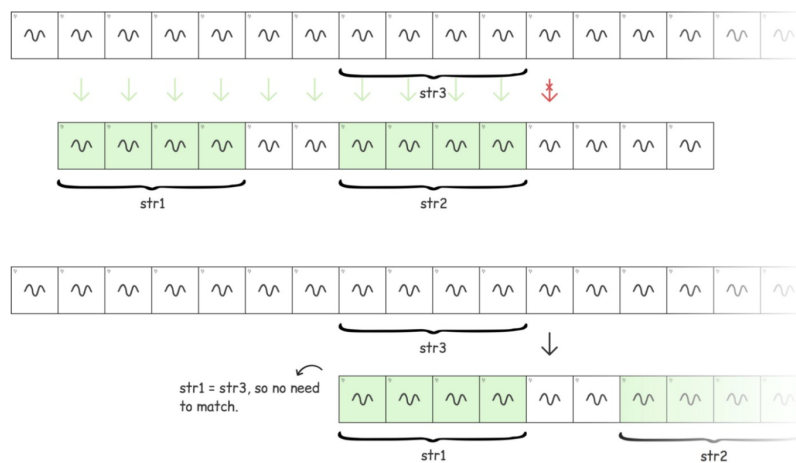 str3
str1
str2
str3
str1 = str3, so no need
to match.
str1
str2